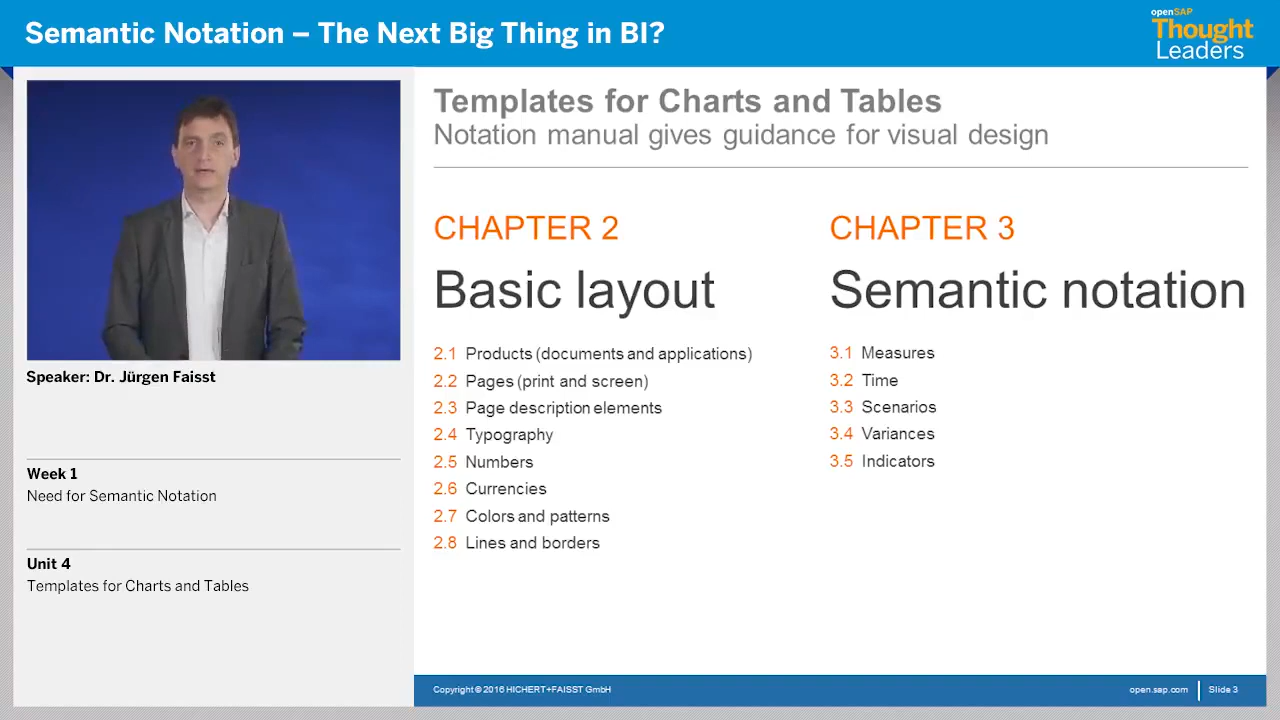 Semantic Notation – The Next Big Thing in BI?
openSAP
Thought
Leaders
Speaker: Dr. Jürgen Faisst
Week 1
Need for Semantic Notation
Unit 4
Templates for Charts and Tables
Templates for Charts and Tables
Notation manual gives guidance for visual design
CHAPTER 2
Basic layout
2.1 Products (documents and applications)
2.2 Pages (print and screen)
2.3 Page description elements
2.4 Typography
2.5 Numbers
2.6 Currencies
2.7 Colors and patterns
2.8 Lines and borders
CHAPTER 3
Semantic notation
3.1 Measures
3.2 Time
3.3 Scenarios
3.4 Variances
3.5 Indicators
Copyright © 2016 HICHERT+FAISST GmbH
open.sap.com
Slide 3